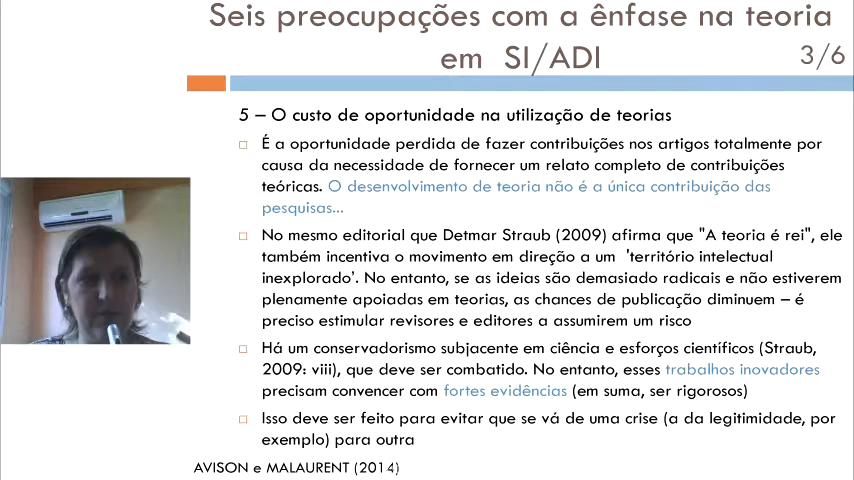 Seis preocupações com a ênfase na teoria
em SI/ADI
3/6
5 – O custo de oportunidade na utilização de teorias
É a oportunidade perdida de fazer contribuições nos artigos totalmente por
causa da necessidade de fornecer um relato completo de contribuições
teóricas. O desenvolvimento de teoria não é a única contribuição das
pesquisas...
No mesmo editorial que Detmar Straub (2009) afirma que "A teoria é rei", ele
também incentiva o movimento em direção a um 'território intelectual
inexplorado'. No entanto, se as ideias são demasiado radicais e não estiverem
plenamente apoiadas em teorias, as chances de publicação diminuem – é
preciso estimular revisores e editores a assumirem um risco
Há um conservadorismo subjacente em ciência e esforços científicos (Straub,
2009: viii), que deve ser combatido. No entanto, esses trabalhos inovadores
precisam convencer com fortes evidências (em suma, ser rigorosos)
Isso deve ser feito para evitar que se vá de uma crise (a da legitimidade, por
exemplo) para outra
AVISON e MALAURENT (2014)